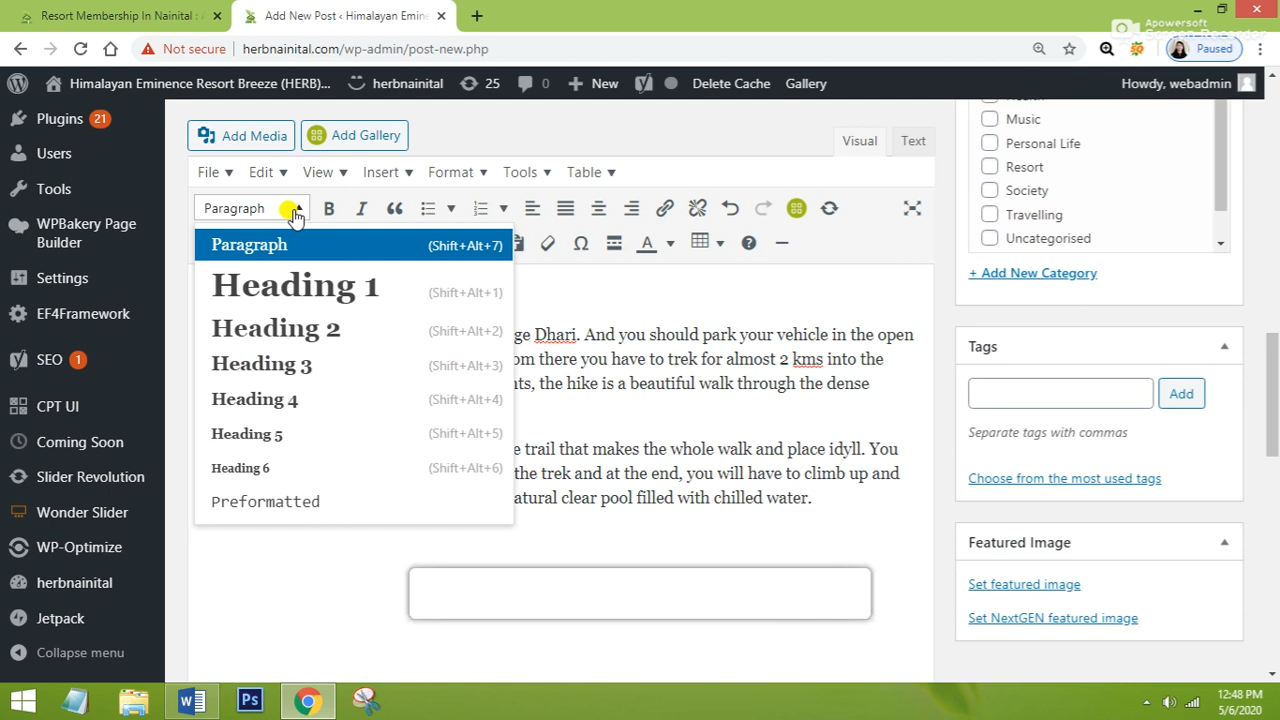 Resort Membership In Nainital : A
Add New Post ‹ Himalayan Emine
Apowersoft
Screen Recorder
Not secure
herbnainital.com/wp-admin/post-new.php
Paused
Himalayan Eminence Resort Breeze (HERB)...
herbnainital
25
0
New
Delete Cache
Gallery
Howdy, webadmin
Plugins 21
Users
Tools
WPBakery Page
Builder
Settings
EF4Framework
SEO 1
CPT UI
Coming Soon
Slider Revolution
Wonder Slider
WP-Optimize
herbnainital
Jetpack
Collapse menu
Add Media
Add Gallery
Visual
Text
File
Edit
View
Insert
Format
Tools
Table
Paragraph
B
I
A
Paragraph (Shift+Alt+7)
Heading 1 (Shift+Alt+1)
Heading 2 (Shift+Alt+2)
Heading 3 (Shift+Alt+3)
Heading 4 (Shift+Alt+4)
Heading 5 (Shift+Alt+5)
Heading 6 (Shift+Alt+6)
Preformatted
ge Dhari. And you should park your vehicle in the open
om there you have to trek for almost 2 kms into the
nts, the hike is a beautiful walk through the dense
e trail that makes the whole walk and place idyll. You
the trek and at the end, you will have to climb up and
atural clear pool filled with chilled water.
Health
Music
Personal Life
Resort
Society
Travelling
Uncategorised
+ Add New Category
Tags
Add
Separate tags with commas
Choose from the most used tags
Featured Image
Set featured image
Set NextGEN featured image
Ps
12:48 PM
5/6/2020